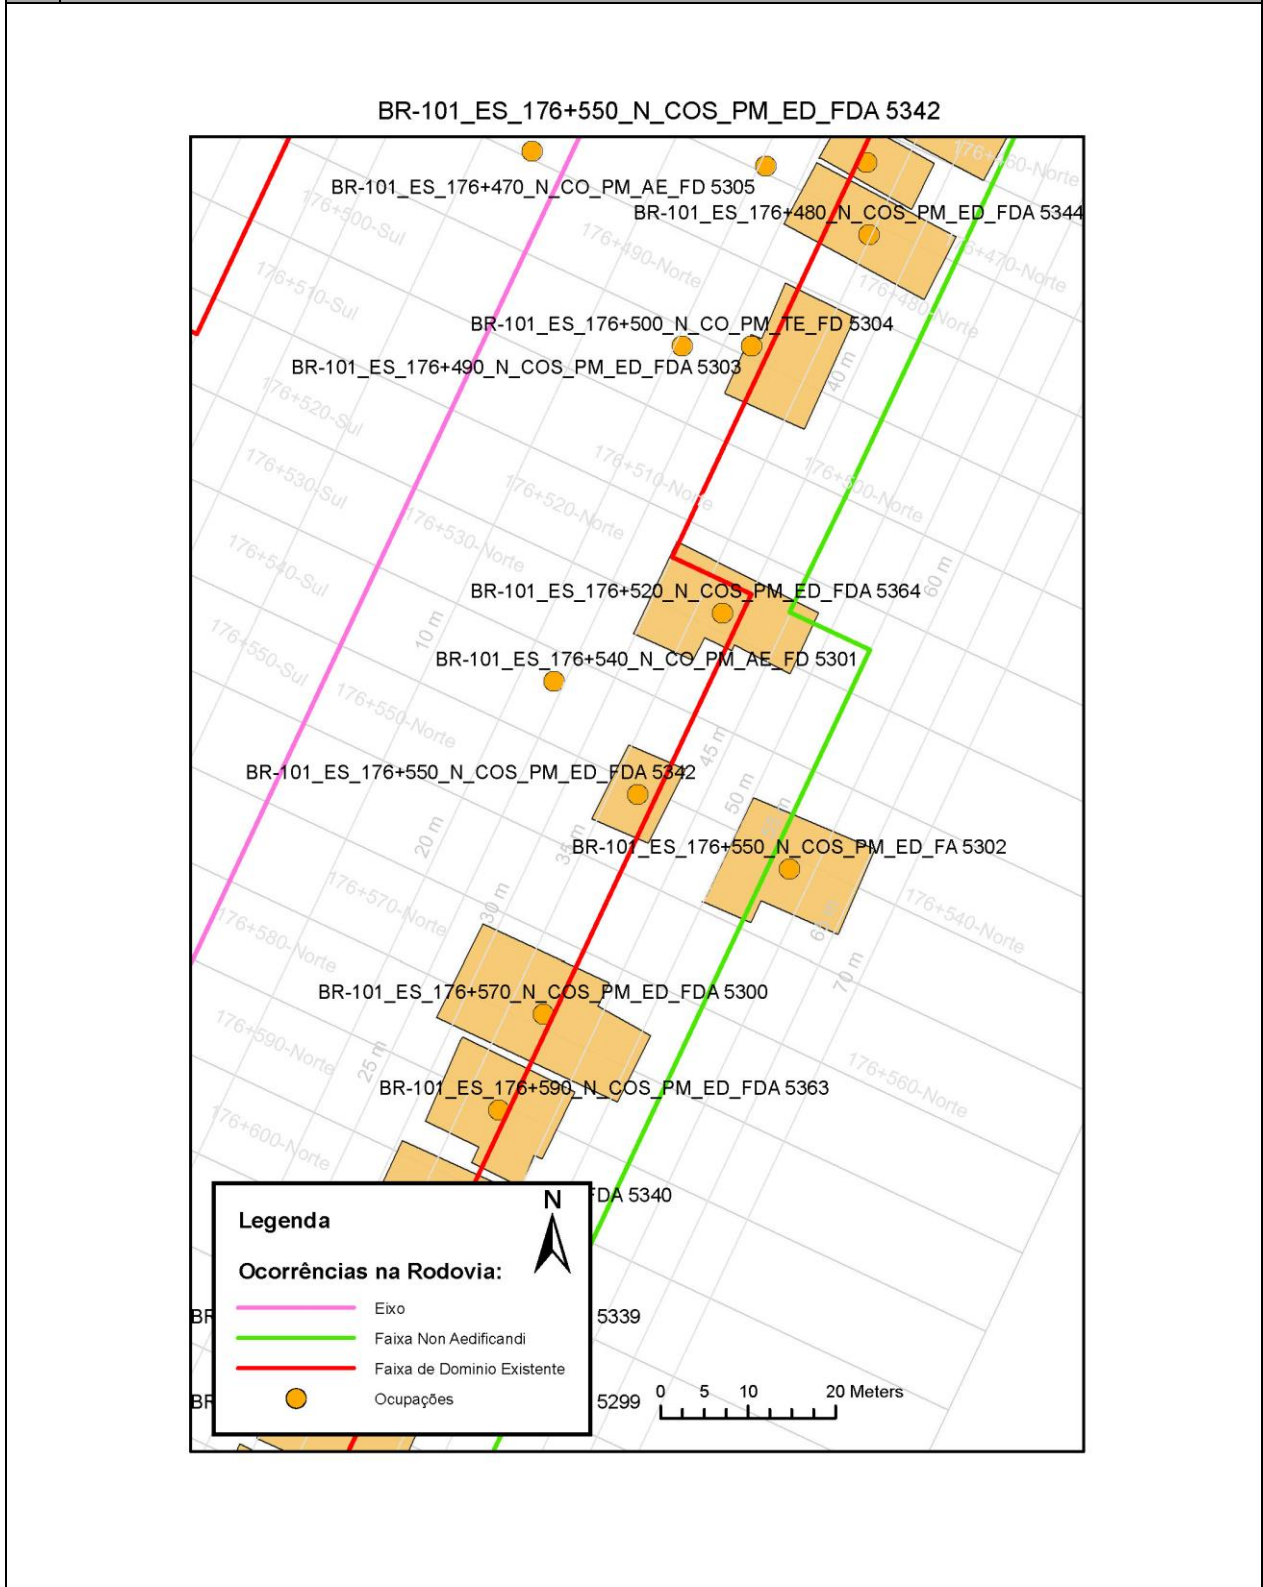 BR-101_ES_176+550_N_COS_PM_ED_FDA 5342
176+460-Norte
BR-101_ES_176+470_N_CO_PM_AE_FD 5305
BR-101_ES_176+480_N_COS_PM_ED_FDA 5344
176+500-Sul
176+490-Norte
176+470-Norte
176+510-Sul
176+480-Norte
BR-101_ES_176+500_N_CO_PM_TE_FD 5304
BR-101_ES_176+490_N_COS_PM_ED_FDA 5303
40 m
176+520-Sul
176+530-Sul
176+510-Norte
176+500-Norte
176+520-Norte
176+530-Norte
176+540-Sul
60 m
BR-101_ES_176+520_N_COS_PM_ED_FDA 5364
10 m
176+550-Sul
BR-101_ES_176+540_N_CO_PM_AE_FD 5301
176+550-Norte
45 m
BR-101_ES_176+550_N_COS_PM_ED_FDA 5342
50 m
55 m
20 m
35 m
BR-101_ES_176+550_N_COS_PM_ED_FA 5302
176+570-Norte
30 m
176+540-Norte
176+580-Norte
70 m
BR-101_ES_176+570_N_COS_PM_ED_FDA 5300
176+590-Norte
25 m
BR-101_ES_176+590_N_COS_PM_ED_FDA 5363
176+560-Norte
176+600-Norte
FDA 5340
N
Legenda
Ocorrências na Rodovia:
Eixo
BR
5339
Faixa Non Aedificandi
Faixa de Dominio Existente
Ocupações
BR
5299
0 5 10 20 Meters